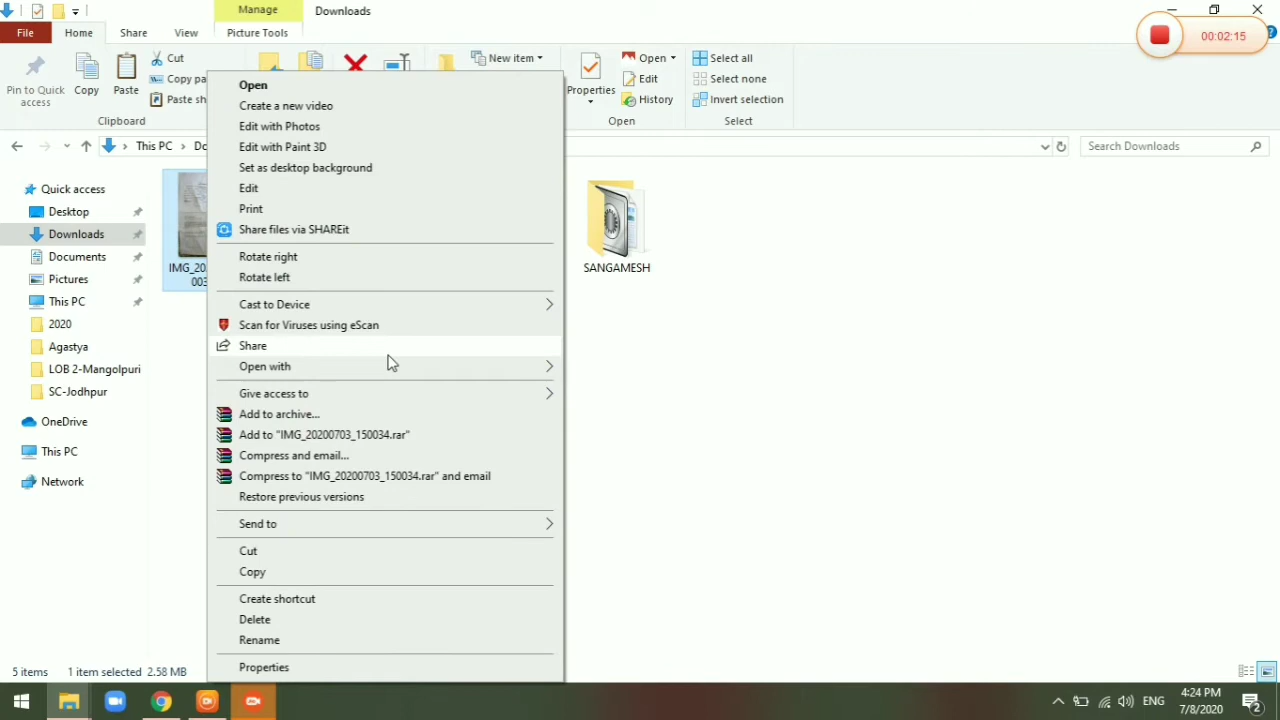 Manage
Downloads
00:02:15
File
Home
Share
View
Picture Tools
Pin to Quick access
Copy
Paste
Cut
Copy pa
Paste sh
New item
Properties
Open
Edit
History
Select all
Select none
Invert selection
Clipboard
Open
Select
This PC
Do
Search Downloads
Quick access
Desktop
Downloads
Documents
Pictures
This PC
2020
Agastya
LOB 2-Mangolpuri
SC-Jodhpur
OneDrive
This PC
Network
IMG_20
003
SANGAMESH
Open
Create a new video
Edit with Photos
Edit with Paint 3D
Set as desktop background
Edit
Print
Share files via SHAREit
Rotate right
Rotate left
Cast to Device
Scan for Viruses using eScan
Share
Open with
Give access to
Add to archive...
Add to "IMG_20200703_150034.rar"
Compress and email...
Compress to "IMG_20200703_150034.rar" and email
Restore previous versions
Send to
Cut
Copy
Create shortcut
Delete
Rename
Properties
5 items
1 item selected 2.58 MB
ENG
4:24 PM
7/8/2020
2